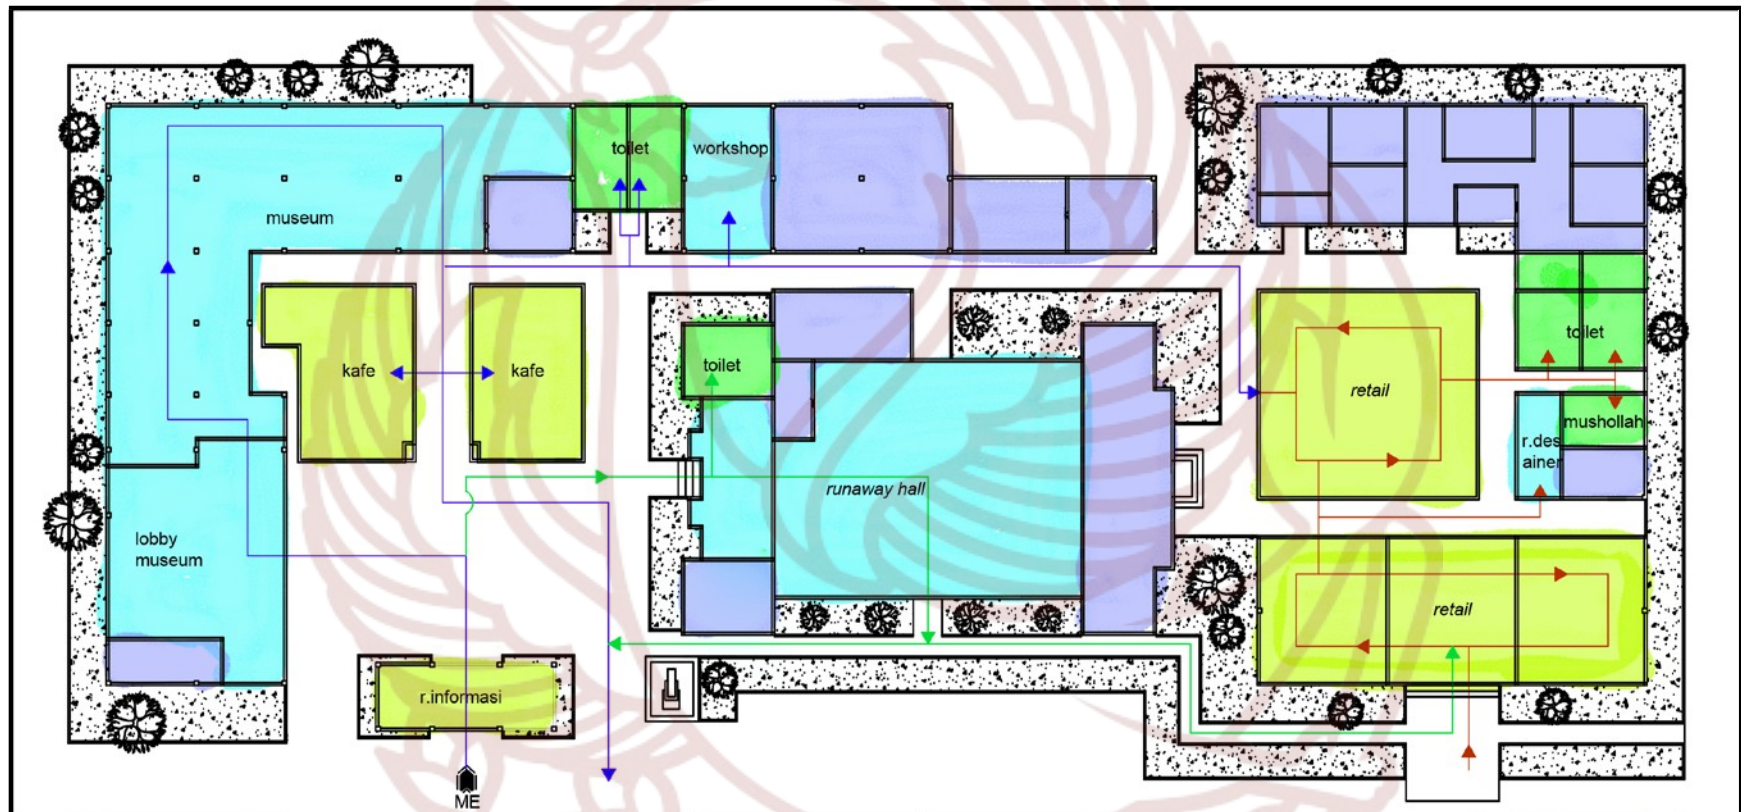 toilet
workshop
museum
kafe
kafe
toilet
toilet
retail
mushollah
r.des
ainer
runaway hall
lobby
museum
retail
r.informasi
ME